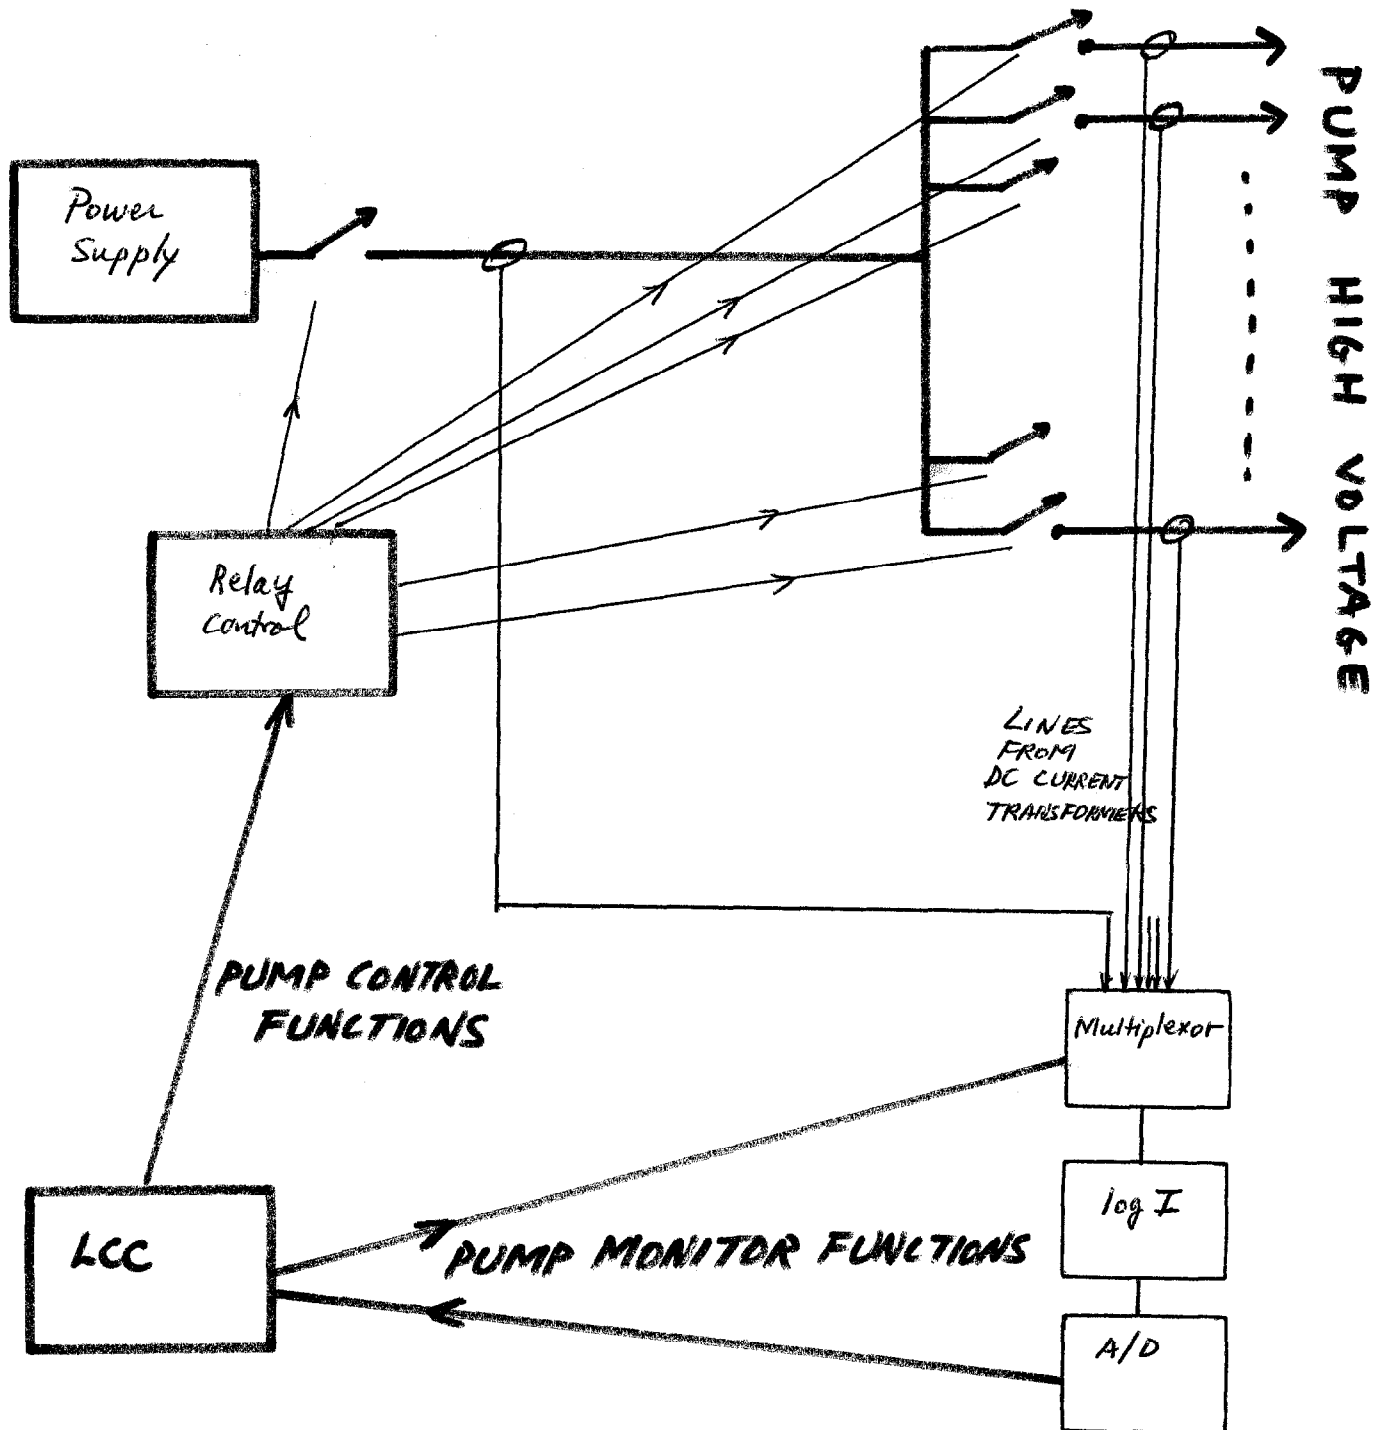 Power
Supply
PUMP HIGH VOLTAGE
Relay
Control
LINES
FROM
DC CURRENT
TRANSFORMERS
PUMP CONTROL
FUNCTIONS
Multiplexor
LCC
log I
PUMP MONITOR FUNCTIONS
A/D